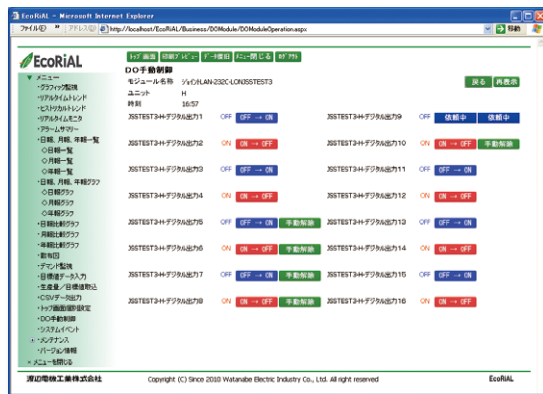 EcoRiAL - Microsoft Internet Explorer
ファイル(F)
アドレス(D)
http://localhost/EcoRiAL/Business/DOModule/DOModuleOperation.aspx
移動
EcoRiAL
トップ画面 印刷プレビュー データ復旧 メニュー閉じる ログアウト
DO手動制御
モジュール名称 ジョイントLAN-232C-LONJSSTEST3
戻る 再表示
ユニット H
時刻 16:57
▼ メニュー
・グラフィック監視
・リアルタイムトレンド
・ヒストリカルトレンド
・リアルタイムモニタ
・アラームサマリー
・日報、月報、年報一覧
◇日報一覧
◇月報一覧
◇年報一覧
・日報、月報、年報グラフ
◇日報グラフ
◇月報グラフ
◇年報グラフ
・日報比較グラフ
・月報比較グラフ
・年報比較グラフ
・散布図
・デマンド監視
・目標値データ入力
・生産量/目標値取込
・CSVデータ出力
・トップ画面個別設定
・DO手動制御
・システムイベント
・メンテナンス
・バージョン情報
メニューを閉じる
JSSTEST3-H-デジタル出力1 OFF OFF → ON
JSSTEST3-H-デジタル出力9 OFF 依頼中 依頼中
JSSTEST3-H-デジタル出力2 ON ON → OFF
JSSTEST3-H-デジタル出力10 ON ON → OFF 手動解除
JSSTEST3-H-デジタル出力3 OFF OFF → ON
JSSTEST3-H-デジタル出力11 OFF OFF → ON
JSSTEST3-H-デジタル出力4 ON ON → OFF
JSSTEST3-H-デジタル出力12 ON ON → OFF
JSSTEST3-H-デジタル出力5 OFF OFF → ON 手動解除
JSSTEST3-H-デジタル出力13 OFF OFF → ON
JSSTEST3-H-デジタル出力6 ON ON → OFF 手動解除
JSSTEST3-H-デジタル出力14 ON ON → OFF
JSSTEST3-H-デジタル出力7 OFF OFF → ON 手動解除
JSSTEST3-H-デジタル出力15 OFF OFF → ON
JSSTEST3-H-デジタル出力8 ON ON → OFF 手動解除
JSSTEST3-H-デジタル出力16 ON ON → OFF
渡辺電機工業株式会社
Copyright (C) Since 2010 Watanabe Electric Industry Co., Ltd. All right reserved
EcoRiAL